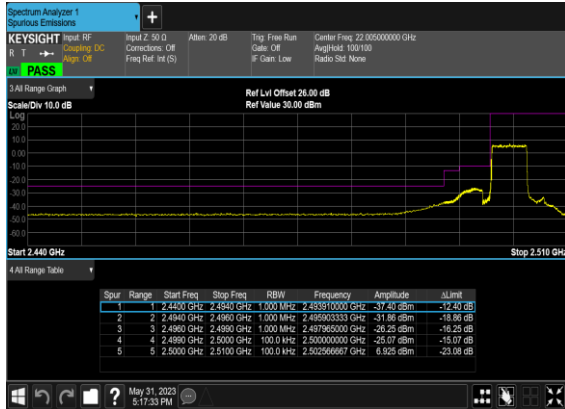 Spectrum Analyzer 1
Spurious Emissions
KEYSIGHT
R T
Input: RF
Coupling: DC
Align: Off
Input Z: 50 Ω
Corrections: Off
Freq Ref: Int (S)
Atten: 20 dB
Trig: Free Run
Gate: Off
IF Gain: Low
Center Freq: 22.005000000 GHz
Avg|Hold: 100/100
Radio Std: None
PASS
3 All Range Graph
Scale/Div 10.0 dB
Ref Lvl Offset 26.00 dB
Ref Value 30.00 dBm
Log
20.0
10.0
0.00
-10.0
-20.0
-30.0
-40.0
-50.0
-60.0
Start 2.440 GHz
Stop 2.510 GHz
4 All Range Table
Spur Range Start Freq Stop Freq RBW Frequency Amplitude ΔLimit
1 1 2.4400 GHz 2.4940 GHz 1.000 MHz 2.493910000 GHz -37.40 dBm -12.40 dB
2 2 2.4940 GHz 2.4960 GHz 1.000 MHz 2.495903333 GHz -31.86 dBm -18.86 dB
3 3 2.4960 GHz 2.4990 GHz 1.000 MHz 2.497965000 GHz -26.25 dBm -16.25 dB
4 4 2.4990 GHz 2.5000 GHz 100.0 kHz 2.500000000 GHz -25.07 dBm -15.07 dB
5 5 2.5000 GHz 2.5100 GHz 100.0 kHz 2.502566667 GHz 6.925 dBm -23.08 dB
?
May 31, 2023
5:17:33 PM